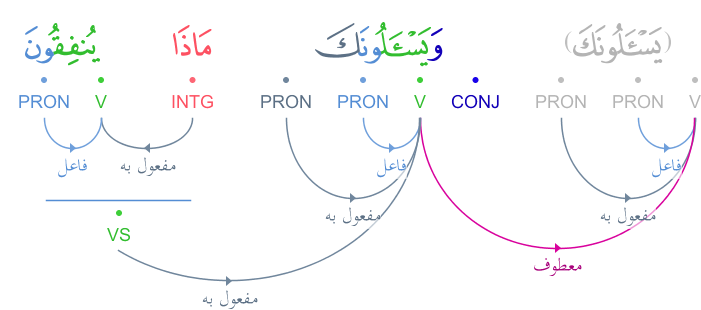 (يَسْـَٔلُونَكَ) وَيَسْـَٔلُونَكَ مَاذَا يُنفِقُونَ
V PRON PRON CONJ V PRON PRON INTG V PRON
فاعل فاعل مفعول به فاعل
مفعول به مفعول به
VS
معطوف
مفعول به